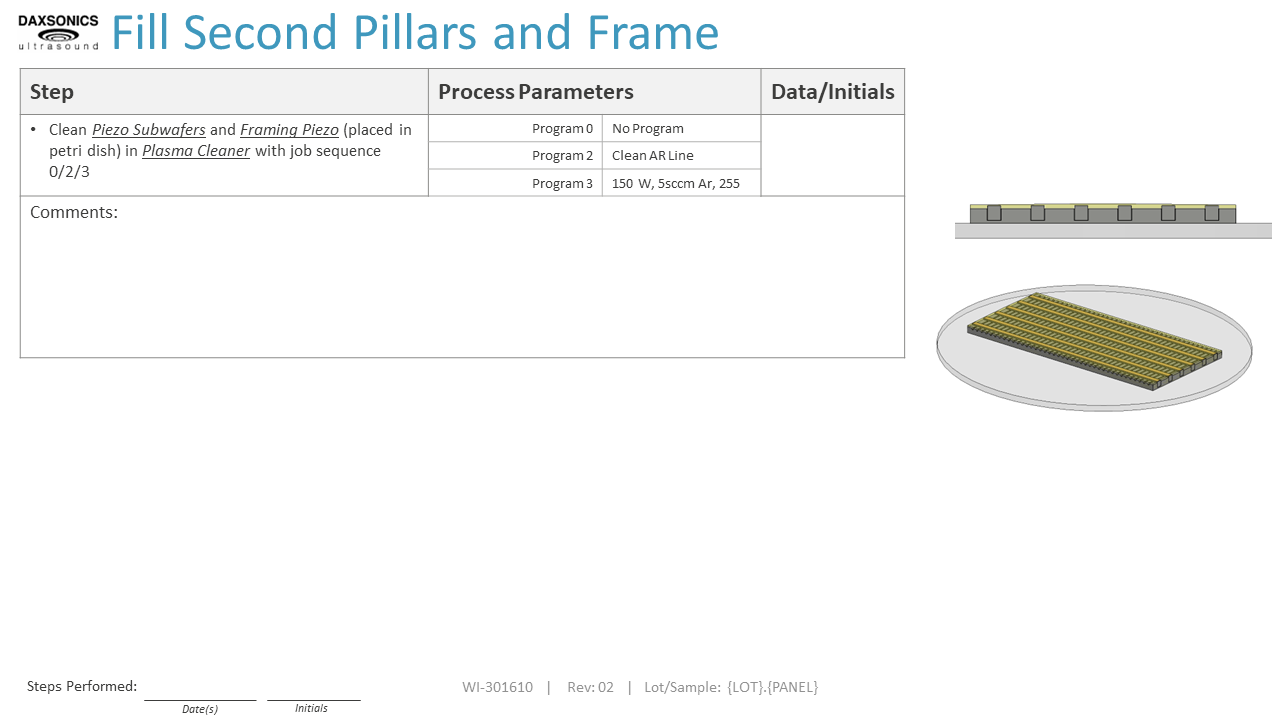 DAXSONICS
ultrasound
Fill Second Pillars and Frame
Step
Process Parameters
Data/Initials
• Clean Piezo Subwafers and Framing Piezo (placed in
petri dish) in Plasma Cleaner with job sequence
0/2/3
Program 0
No Program
Program 2
Clean AR Line
Program 3
150 W, 5sccm Ar, 255
Comments:
Steps Performed:
Date(s)
Initials
WI-301610 | Rev: 02 | Lot/Sample: {LOT}.{PANEL}